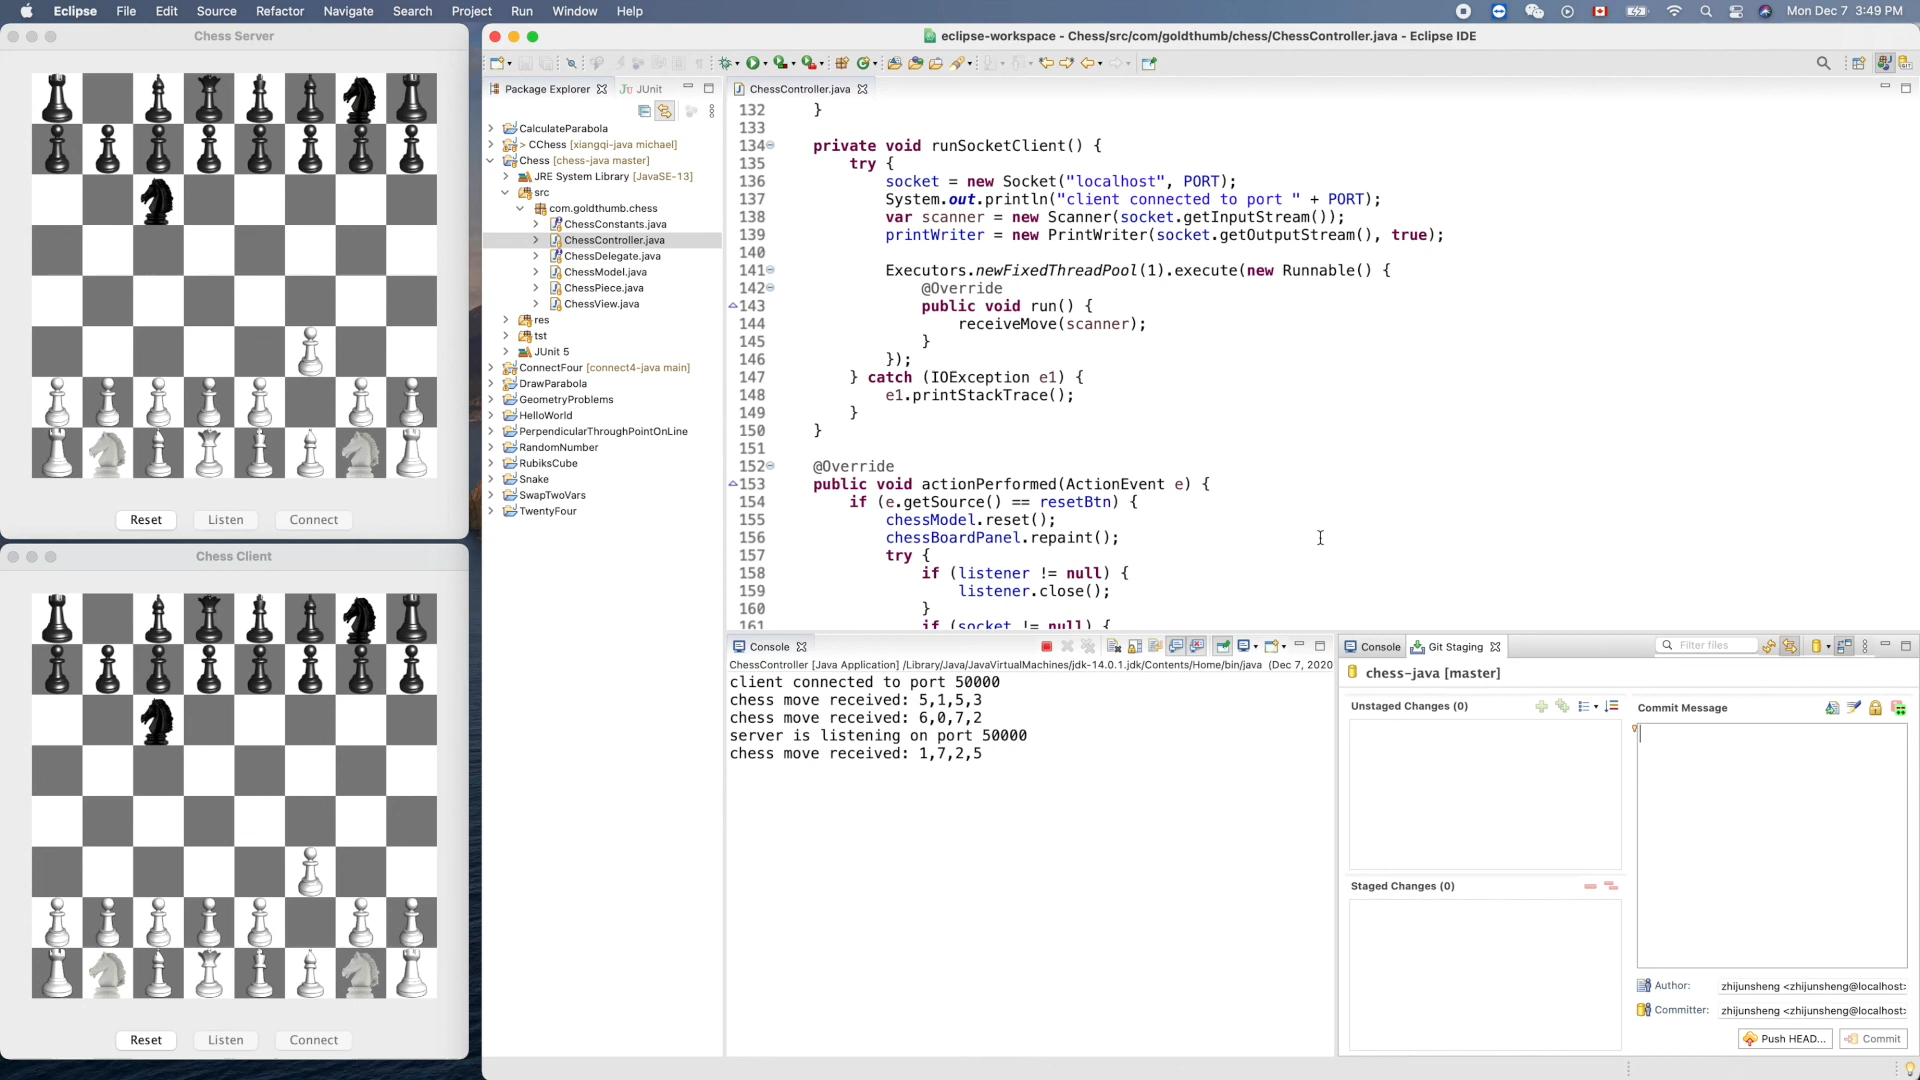 Eclipse File Edit Source Refactor Navigate Search Project Run Window Help Mon Dec 7 3:49 PM
Chess Server
Reset Listen Connect
Chess Client
Reset Listen Connect
eclipse-workspace - Chess/src/com/goldthumb/chess/ChessController.java - Eclipse IDE
Package Explorer JUnit
CalculateParabola
> CChess [xiangqi-java michael]
Chess [chess-java master]
JRE System Library [JavaSE-13]
src
com.goldthumb.chess
ChessConstants.java
ChessController.java
ChessDelegate.java
ChessModel.java
ChessPiece.java
ChessView.java
res
tst
JUnit 5
ConnectFour [connect4-java main]
DrawParabola
GeometryProblems
HelloWorld
PerpendicularThroughPointOnLine
RandomNumber
RubiksCube
Snake
SwapTwoVars
TwentyFour
ChessController.java
132 }
133
134 private void runSocketClient() {
135 try {
136 socket = new Socket("localhost", PORT);
137 System.out.println("client connected to port " + PORT);
138 var scanner = new Scanner(socket.getInputStream());
139 printWriter = new PrintWriter(socket.getOutputStream(), true);
140
141 Executors.newFixedThreadPool(1).execute(new Runnable() {
142 @Override
143 public void run() {
144 receiveMove(scanner);
145 }
146 });
147 } catch (IOException e1) {
148 e1.printStackTrace();
149 }
150 }
151
152 @Override
153 public void actionPerformed(ActionEvent e) {
154 if (e.getSource() == resetBtn) {
155 chessModel.reset();
156 chessBoardPanel.repaint();
157 try {
158 if (listener != null) {
159 listener.close();
160 }
161 if (socket != null) {
Console
ChessController [Java Application] /Library/Java/JavaVirtualMachines/jdk-14.0.1.jdk/Contents/Home/bin/java (Dec 7, 2020
client connected to port 50000
chess move received: 5,1,5,3
chess move received: 6,0,7,2
server is listening on port 50000
chess move received: 1,7,2,5
Console Git Staging Filter files
chess-java [master]
Unstaged Changes (0)
Staged Changes (0)
Commit Message
Author: zhijunsheng <zhijunsheng@localhost>
Committer: zhijunsheng <zhijunsheng@localhost>
Push HEAD... Commit